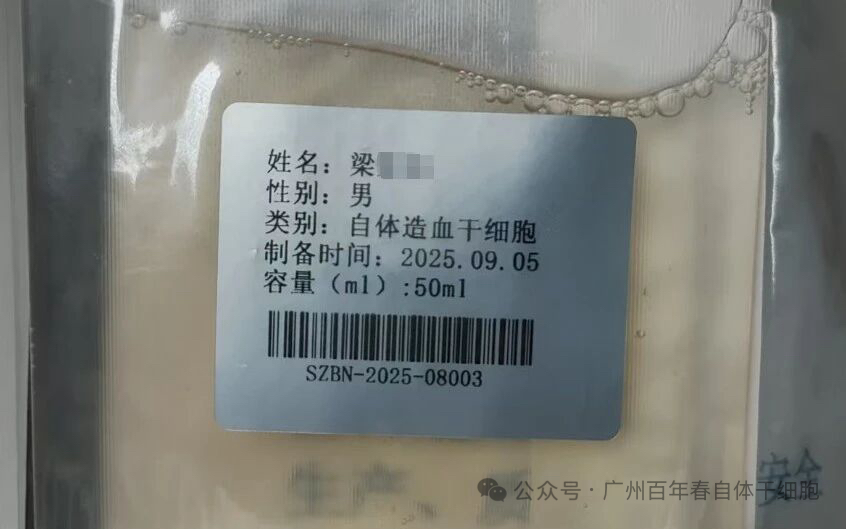 姓名：梁
性别：男
类别：自体造血干细胞
制备时间：2025.09.05
容量（ml）:50ml
SZBN-2025-08003
安全
公众号·广州百年春自体干细胞